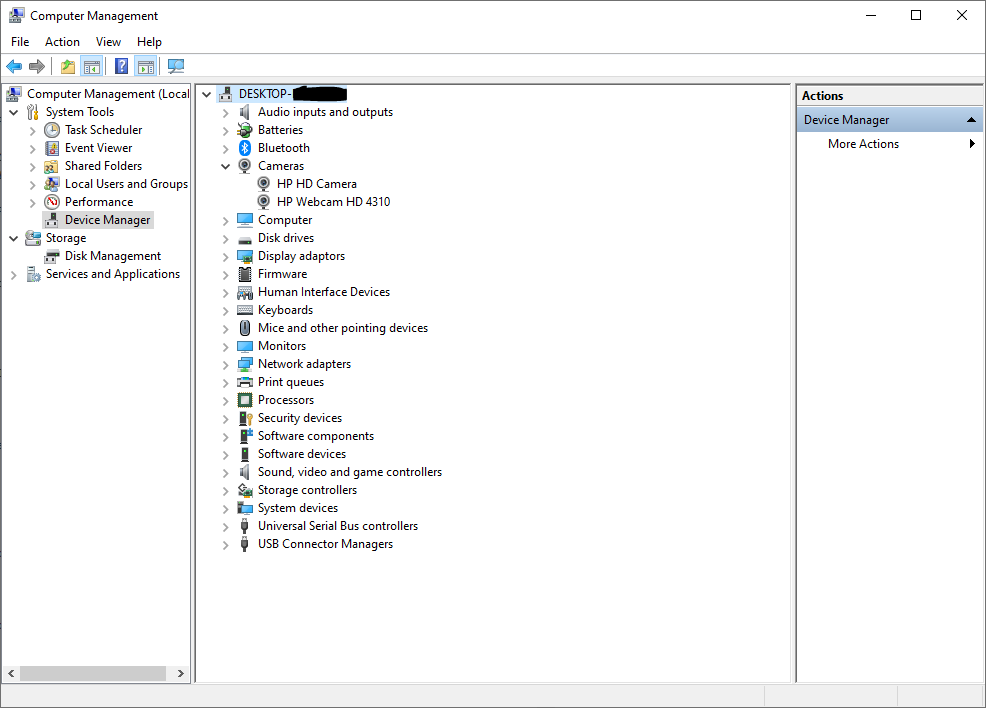 Computer Management
File Action View Help
Computer Management (Local
System Tools
Task Scheduler
Event Viewer
Shared Folders
Local Users and Groups
Performance
Device Manager
Storage
Disk Management
Services and Applications
DESKTOP-
Audio inputs and outputs
Batteries
Bluetooth
Cameras
HP HD Camera
HP Webcam HD 4310
Computer
Disk drives
Display adaptors
Firmware
Human Interface Devices
Keyboards
Mice and other pointing devices
Monitors
Network adapters
Print queues
Processors
Security devices
Software components
Software devices
Sound, video and game controllers
Storage controllers
System devices
Universal Serial Bus controllers
USB Connector Managers
Actions
Device Manager
More Actions